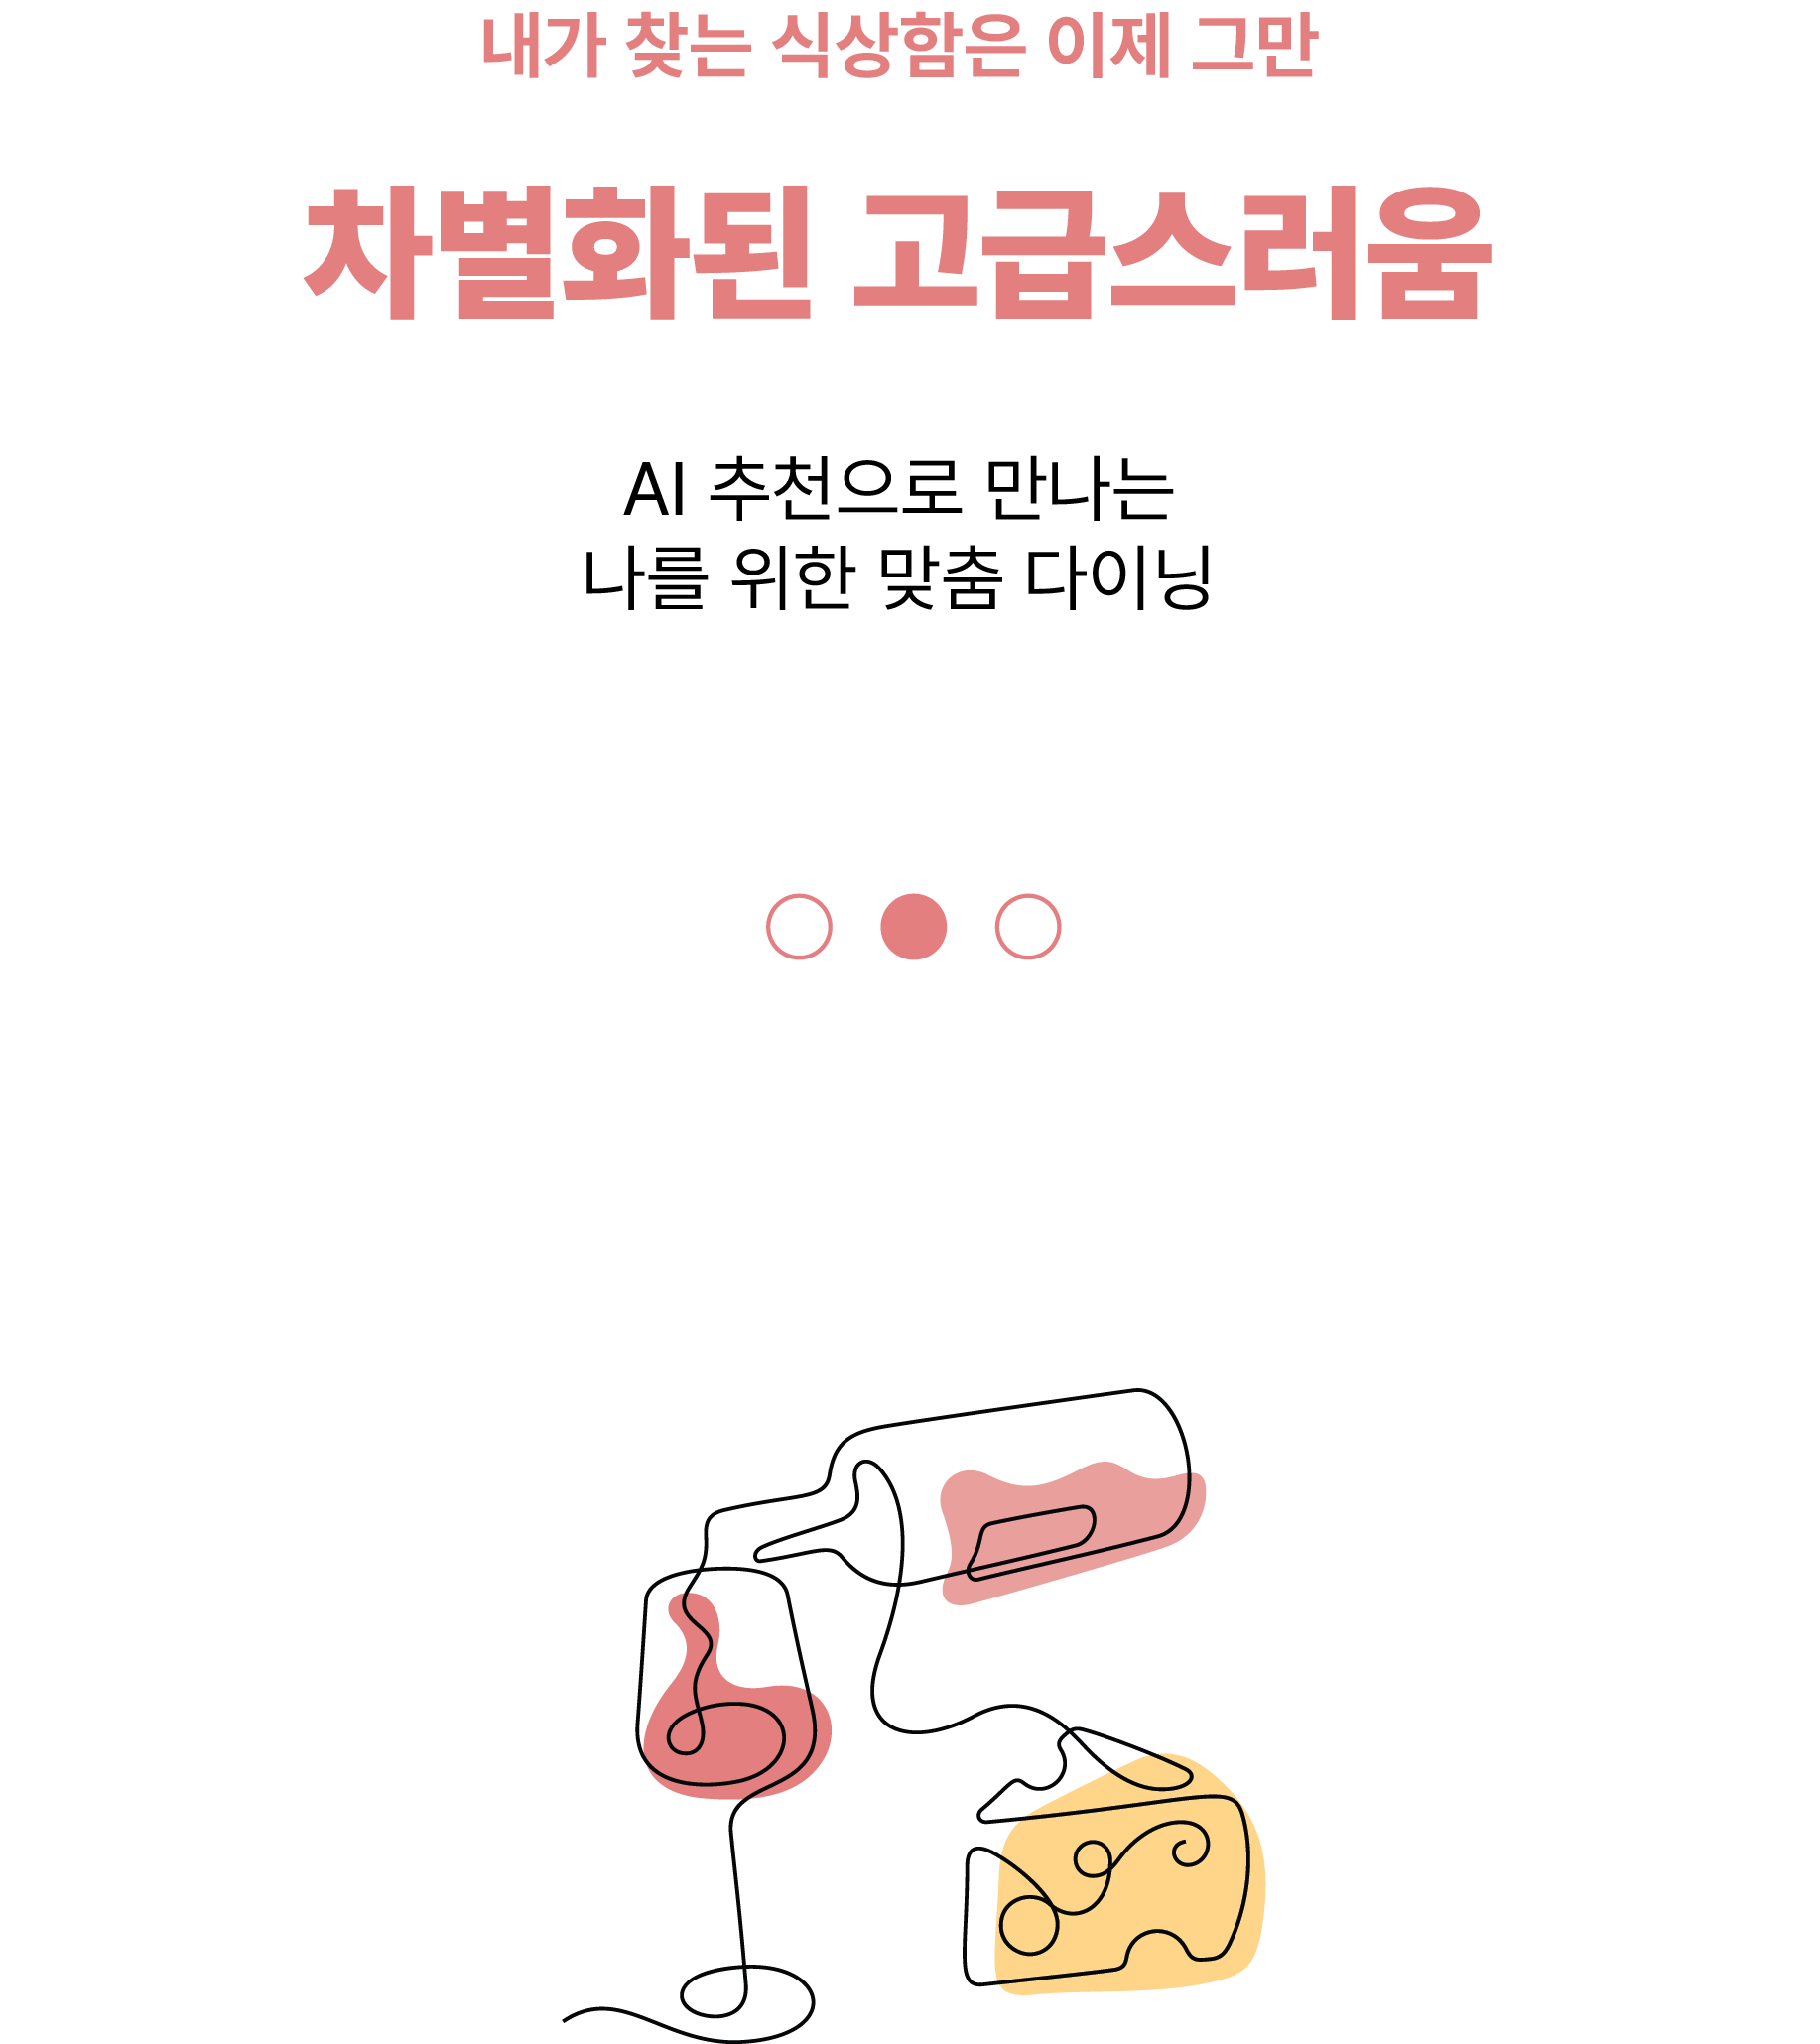 내가 찾는 식상함은 이제 그만
차별화된 고급스러움
AI 추천으로 만나는
나를 위한 맞춤 다이닝